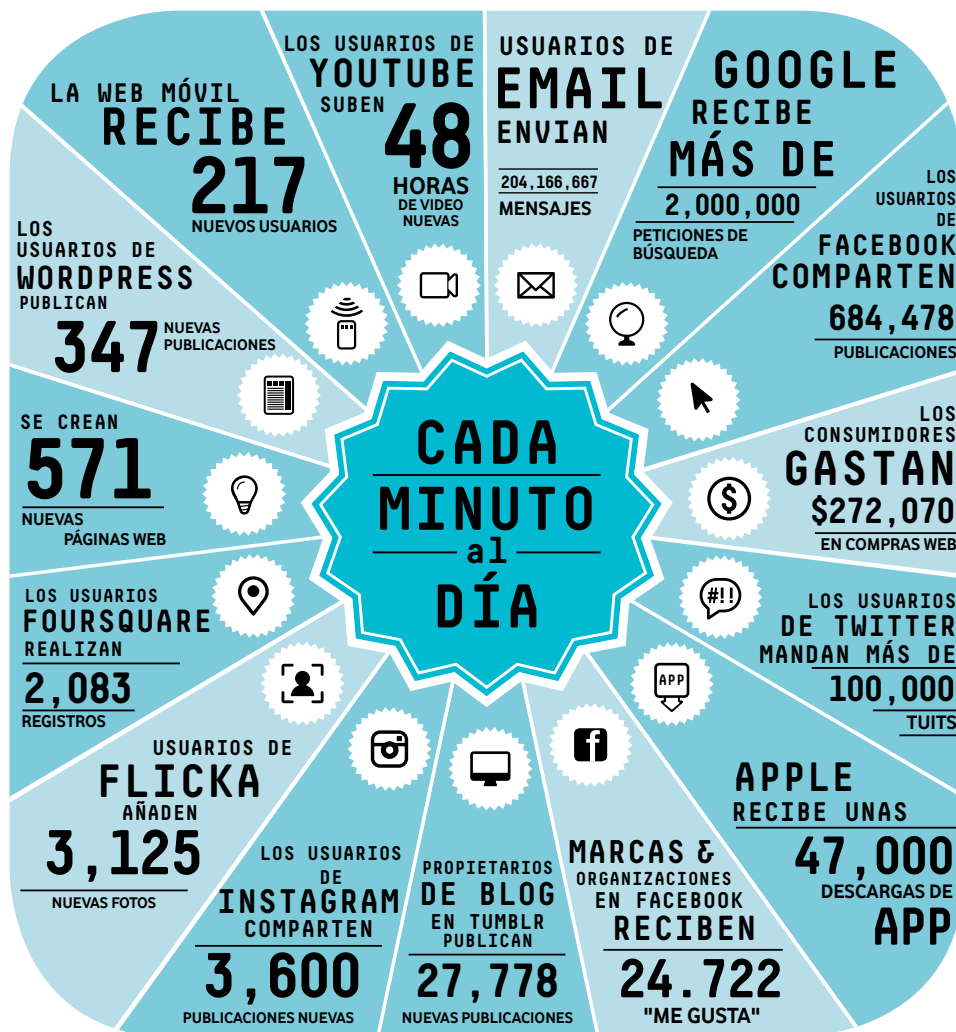 CADA
MINUTO
al
DÍA
USUARIOS DE
EMAIL
ENVIAN
204,166,667
MENSAJES
GOOGLE
RECIBE
MÁS DE
2,000,000
PETICIONES DE
BÚSQUEDA
LOS
USUARIOS
DE
FACEBOOK
COMPARTEN
684,478
PUBLICACIONES
LOS
CONSUMIDORES
GASTAN
$272,070
EN COMPRAS WEB
#!!
LOS USUARIOS
DE TWITTER
MANDAN MÁS DE
100,000
TUITS
APP
APPLE
RECIBE UNAS
47,000
DESCARGAS DE
APP
MARCAS &
ORGANIZACIONES
EN FACEBOOK
RECIBEN
24.722
"ME GUSTA"
PROPIETARIOS
DE BLOG
EN TUMBLR
PUBLICAN
27,778
NUEVAS PUBLICACIONES
LOS USUARIOS
DE
INSTAGRAM
COMPARTEN
3,600
PUBLICACIONES NUEVAS
USUARIOS DE
FLICKA
AÑADEN
3,125
NUEVAS FOTOS
LOS USUARIOS
FOURSQUARE
REALIZAN
2,083
REGISTROS
SE CREAN
571
NUEVAS
PÁGINAS WEB
LOS
USUARIOS DE
WORDPRESS
PUBLICAN
347
NUEVAS
PUBLICACIONES
LA WEB MÓVIL
RECIBE
217
NUEVOS USUARIOS
LOS USUARIOS DE
YOUTUBE
SUBEN
48
HORAS
DE VIDEO
NUEVAS